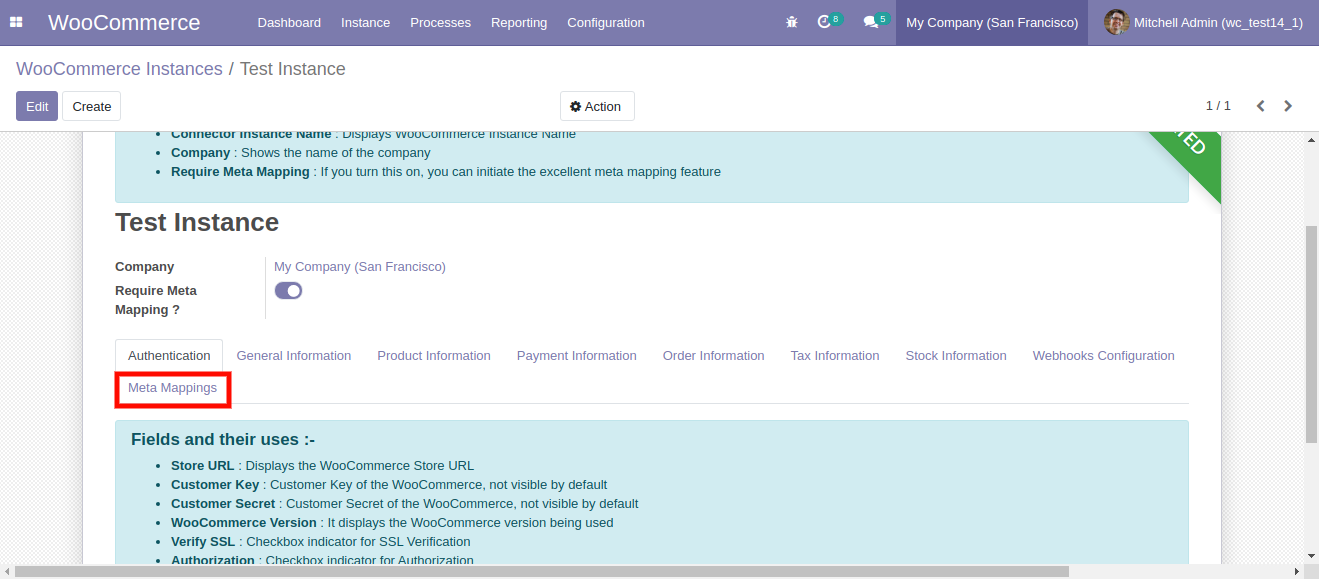 WooCommerce Dashboard Instance Processes Reporting Configuration 8 5 My Company (San Francisco) Mitchell Admin (wc_test14_1)
WooCommerce Instances / Test Instance
Edit Create Action 1 / 1
Connector Instance Name : Displays WooCommerce Instance Name
Company : Shows the name of the company
Require Meta Mapping : If you turn this on, you can initiate the excellent meta mapping feature
Test Instance
Company My Company (San Francisco)
Require Meta
Mapping ?
Authentication General Information Product Information Payment Information Order Information Tax Information Stock Information Webhooks Configuration
Meta Mappings
Fields and their uses :-
Store URL : Displays the WooCommerce Store URL
Customer Key : Customer Key of the WooCommerce, not visible by default
Customer Secret : Customer Secret of the WooCommerce, not visible by default
WooCommerce Version : It displays the WooCommerce version being used
Verify SSL : Checkbox indicator for SSL Verification
Authorization : Checkbox indicator for Authorization